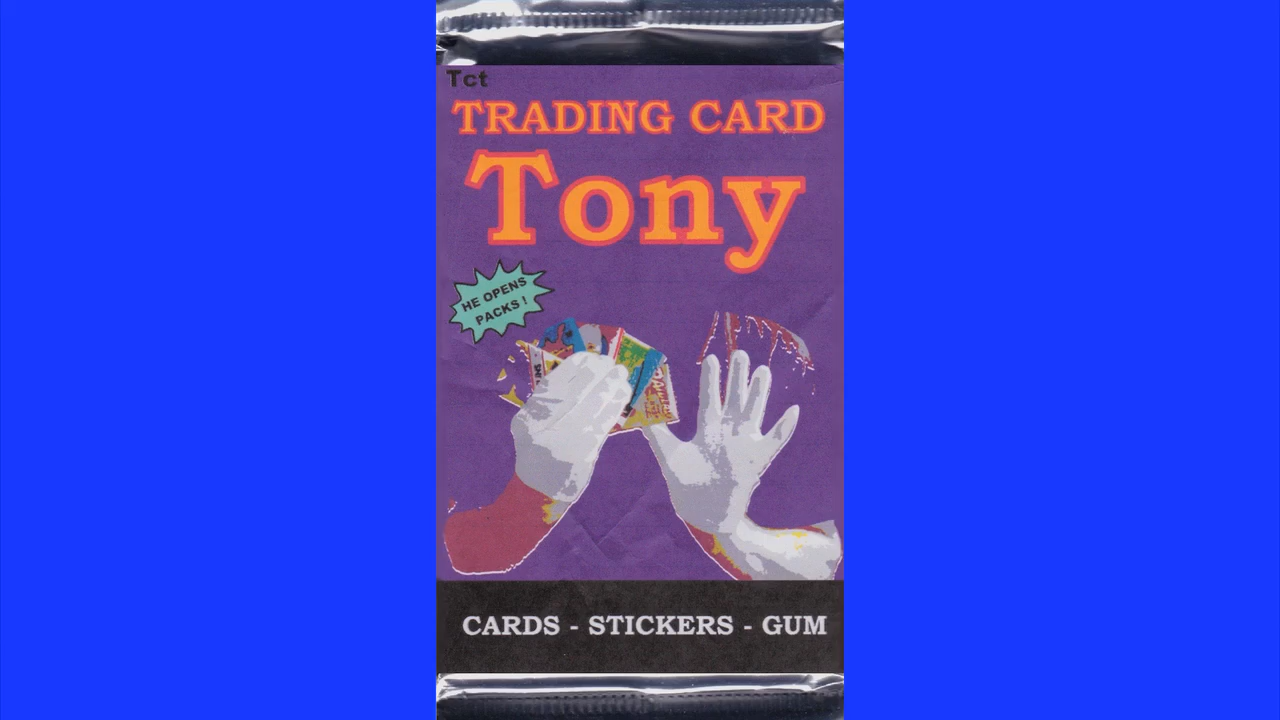 Tct
TRADING CARD
Tony
HE OPENS
PACKS !
CARDS - STICKERS - GUM